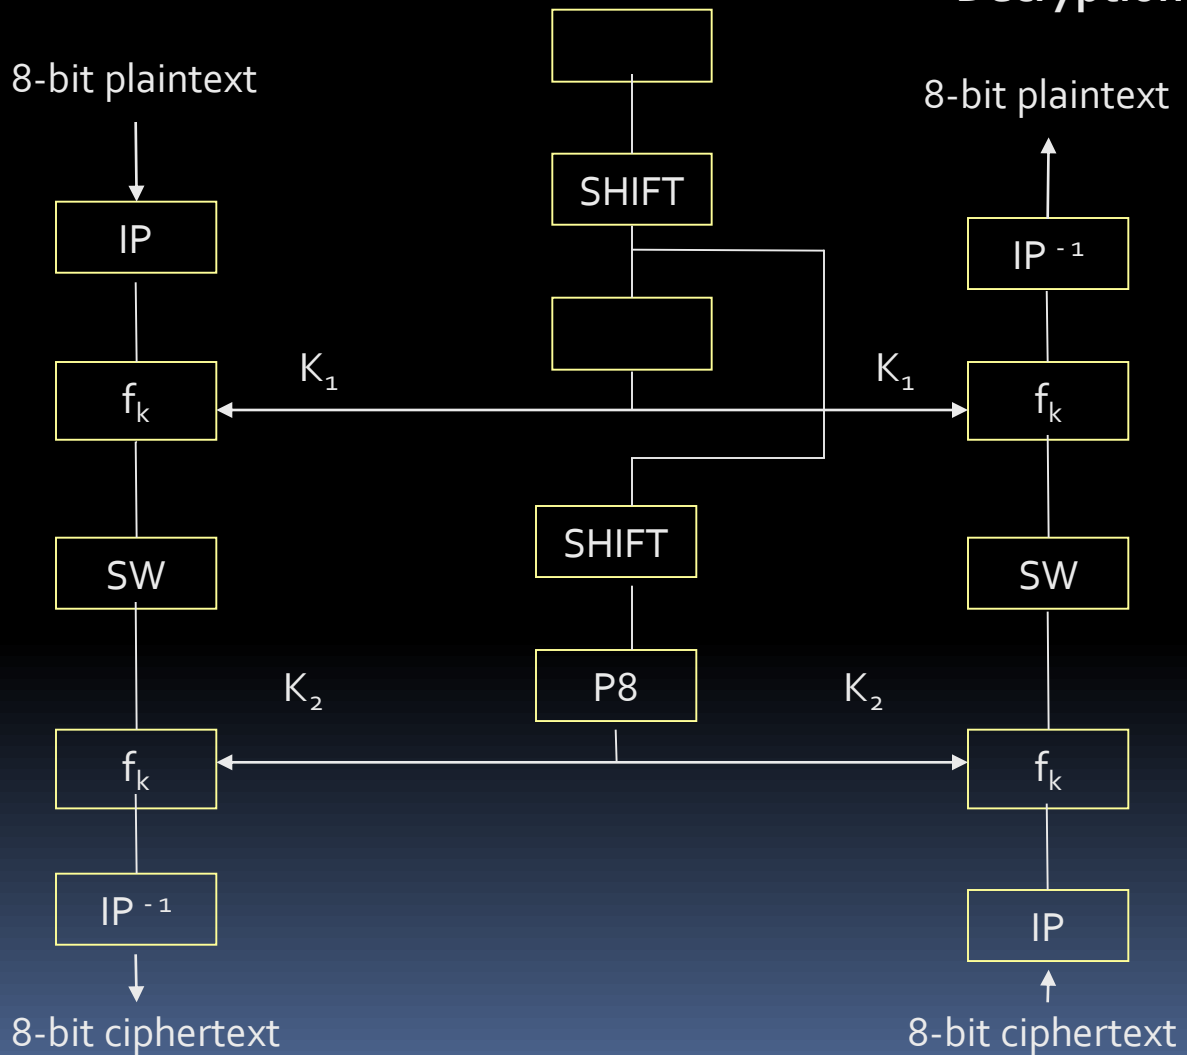 Decryption
8-bit plaintext
8-bit plaintext
SHIFT
IP
IP ⁻¹
K₁
K₁
fₖ
fₖ
SHIFT
SW
SW
P8
K₂
K₂
fₖ
fₖ
IP ⁻¹
IP
8-bit ciphertext
8-bit ciphertext